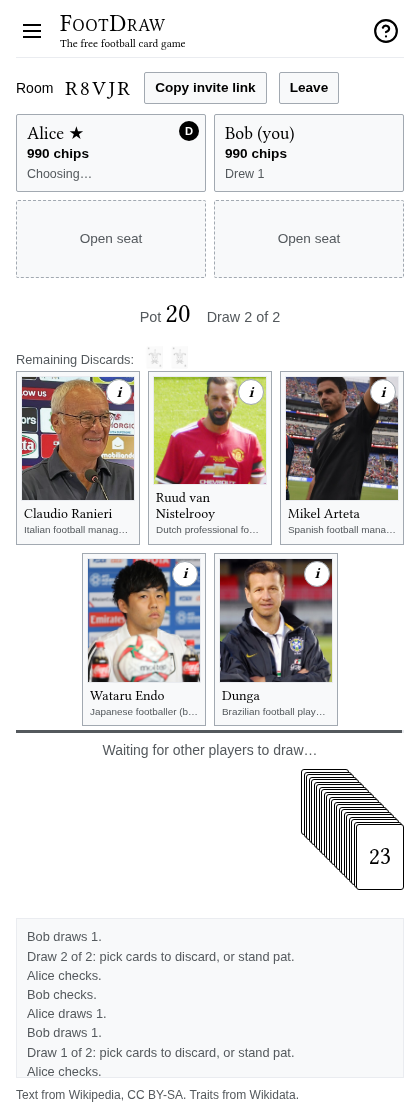 FootDraw
The free football card game
Room R8VJR Copy invite link Leave
Alice ★ D
990 chips
Choosing…
Bob (you)
990 chips
Drew 1
Open seat
Open seat
Pot 20 Draw 2 of 2
Remaining Discards:
i
Claudio Ranieri
Italian football manag…
i
CHEVROLET
Ruud van
Nistelrooy
Dutch professional fo…
i
Mikel Arteta
Spanish football mana…
i
Wataru Endo
Japanese footballer (b…
i
Dunga
Brazilian football play…
Waiting for other players to draw…
23
Bob draws 1.
Draw 2 of 2: pick cards to discard, or stand pat.
Alice checks.
Bob checks.
Alice draws 1.
Bob draws 1.
Draw 1 of 2: pick cards to discard, or stand pat.
Alice checks.
Text from Wikipedia, CC BY-SA. Traits from Wikidata.